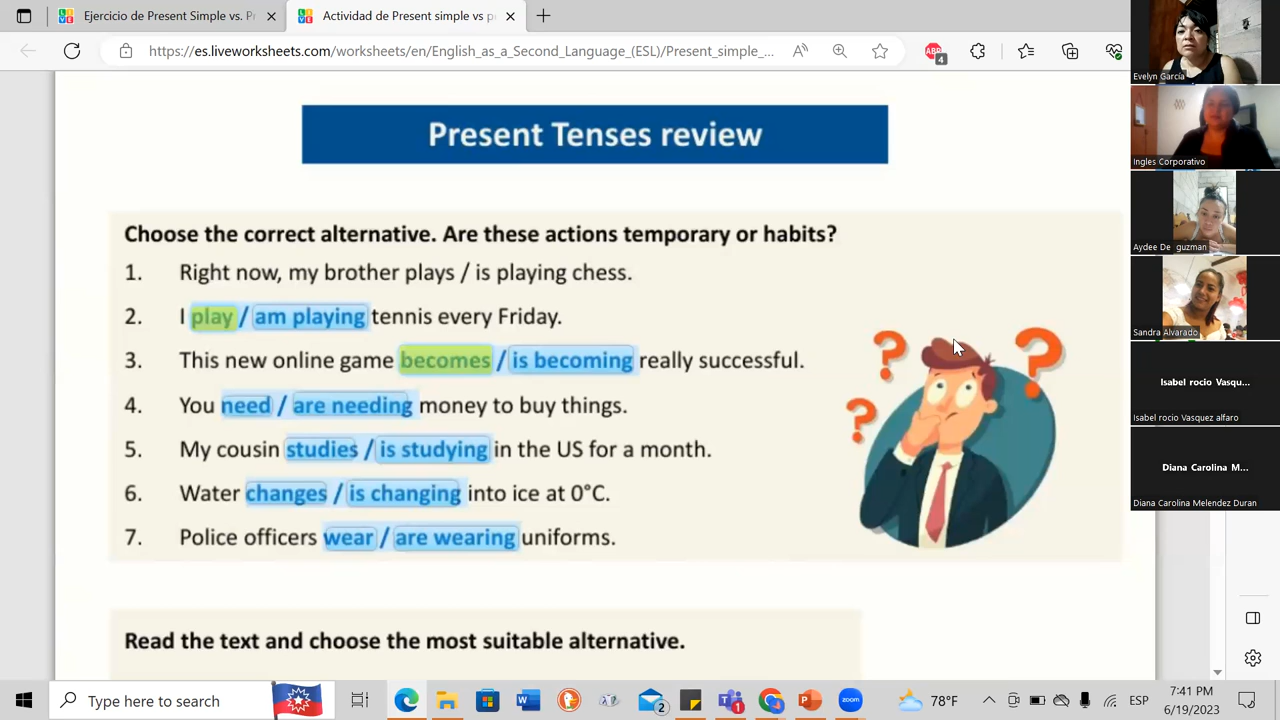 Ejercicio de Present Simple vs. P
Actividad de Present simple vs pr
https://es.liveworksheets.com/worksheets/en/English_as_a_Second_Language_(ESL)/Present_simple_...
4
Present Tenses review
Choose the correct alternative. Are these actions temporary or habits?
1. Right now, my brother plays / is playing chess.
2. I play / am playing tennis every Friday.
3. This new online game becomes / is becoming really successful.
4. You need / are needing money to buy things.
5. My cousin studies / is studying in the US for a month.
6. Water changes / is changing into ice at 0°C.
7. Police officers wear / are wearing uniforms.
Read the text and choose the most suitable alternative.
Evelyn García
Ingles Corporativo
Aydee De guzman
Sandra Alvarado
Isabel rocio Vasqu...
Isabel rocio Vasquez alfaro
Diana Carolina M...
Diana Carolina Melendez Duran
Type here to search
2
1
zoom
78°F
ESP
7:41 PM
6/19/2023